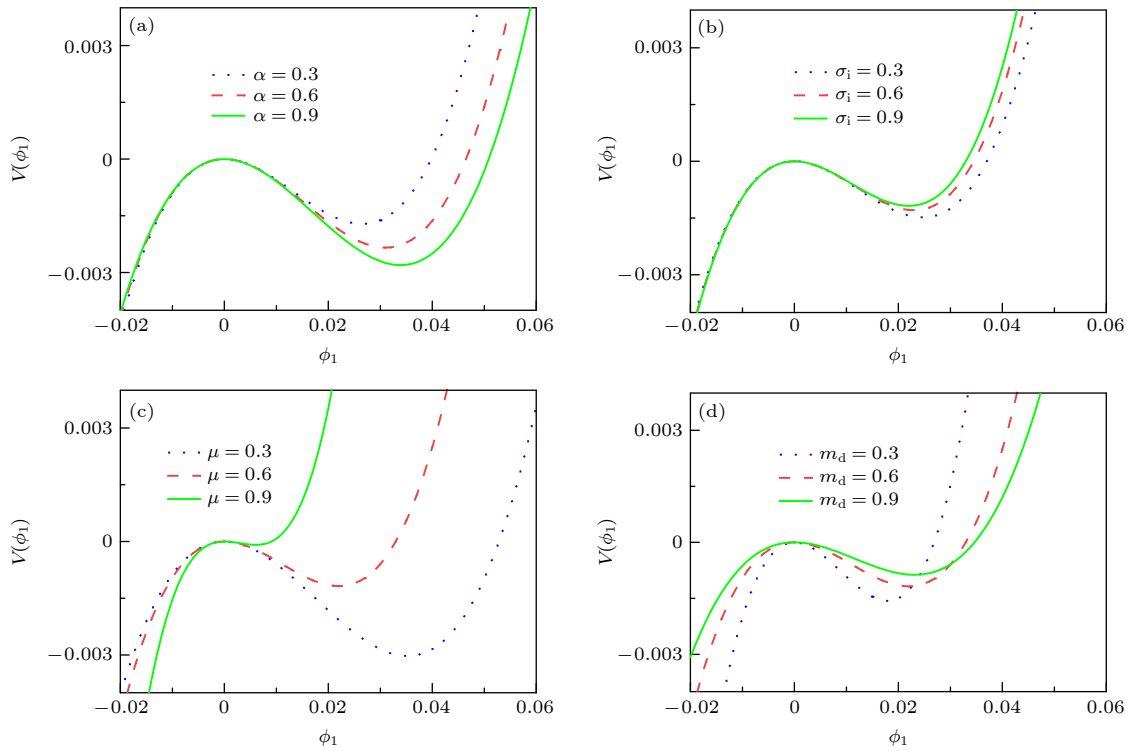 (a)
0.003
α = 0.3
α = 0.6
α = 0.9
0
V(ϕ₁)
−0.003
−0.02 0 0.02 0.04 0.06
ϕ₁
(b)
0.003
σᵢ = 0.3
σᵢ = 0.6
σᵢ = 0.9
0
V(ϕ₁)
−0.003
−0.02 0 0.02 0.04 0.06
ϕ₁
(c)
0.003
μ = 0.3
μ = 0.6
μ = 0.9
0
V(ϕ₁)
−0.003
−0.02 0 0.02 0.04 0.06
ϕ₁
(d)
0.003
m_d = 0.3
m_d = 0.6
m_d = 0.9
0
V(ϕ₁)
−0.003
−0.02 0 0.02 0.04 0.06
ϕ₁